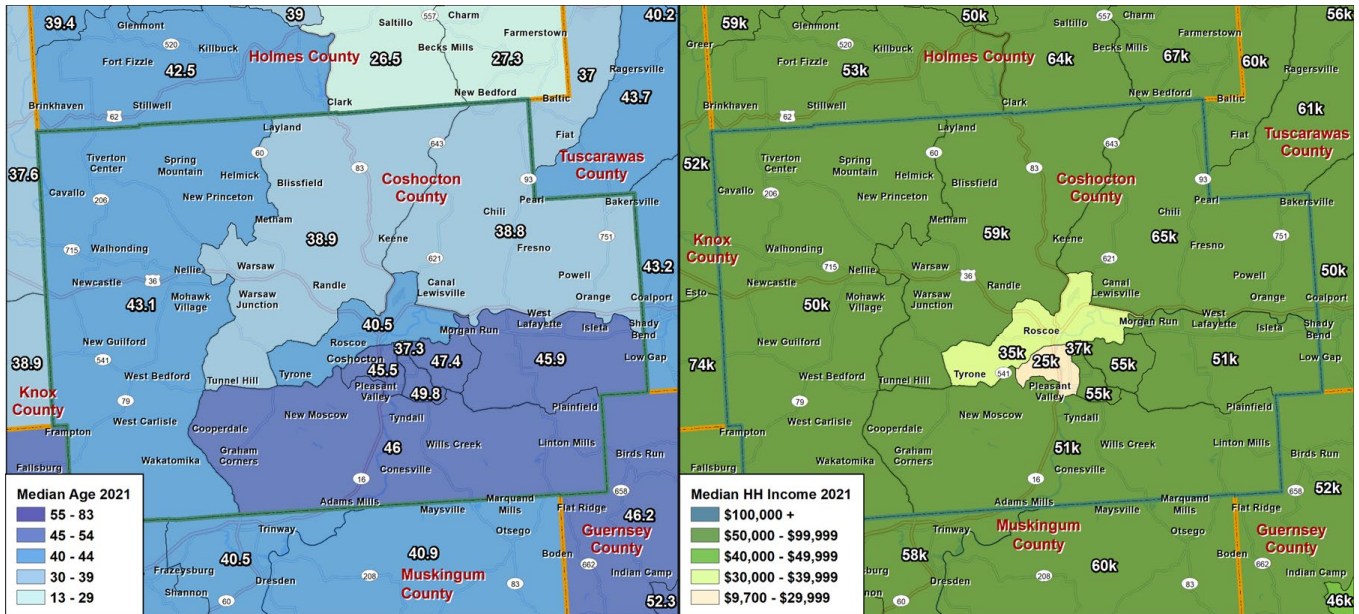 39.4
Glenmont
39
557
Charm
40.2
Saltillo
520
Killbuck
Holmes County
Becks Mills
Farmerstown
Fort Fizzle
42.5
26.5
27.3
37
Ragersville
43.7
Brinkhaven
Stillwell
62
Clark
New Bedford
Baltic
Layland
60
643
Fiat
Tuscarawas
County
37.6
Tiverton
Center
Spring
Mountain
Helmick
83
Coshocton
County
93
Blissfield
Cavallo
206
New Princeton
Pearl
Bakersville
Metham
Chili
38.9
Keene
38.8
751
715
Walhonding
Nellie
Warsaw
621
Fresno
43.2
Newcastle
36
Mohawk
Village
Warsaw
Junction
Randle
Canal
Lewisville
Powell
43.1
Orange
Coalport
40.5
West
Lafayette
Morgan Run
Isleta
Shady
Bend
New Guilford
Roscoe
37.3
38.9
541
Coshocton
45.5
47.4
45.9
Low Gap
West Bedford
Tunnel Hill
Tyrone
Pleasant
Valley
49.8
Knox
County
79
New Moscow
Tyndall
Plainfield
Frampton
West Carlisle
Cooperdale
46
Wills Creek
Linton Mills
Fallsburg
Wakatomika
Graham
Corners
Conesville
Birds Run
16
658
Adams Mills
Marquand
Mills
Flat Ridge
46.2
Trinway
Maysville
Otsego
Guernsey
County
40.5
40.9
Boden
662
Frazeysburg
Dresden
208
Muskingum
County
83
Indian Camp
Shannon
60
52.3
Median Age 2021
55 - 83
45 - 54
40 - 44
30 - 39
13 - 29
59k
Glenmont
50k
557
Charm
56k
Greer
Saltillo
520
Killbuck
Holmes County
Becks Mills
Farmerstown
Fort Fizzle
53k
64k
67k
60k
Ragersville
Brinkhaven
Stillwell
62
Clark
New Bedford
Baltic
61k
Layland
60
643
Fiat
Tuscarawas
County
52k
Tiverton
Center
Spring
Mountain
Helmick
83
Coshocton
County
93
Blissfield
Cavallo
206
New Princeton
Pearl
Bakersville
Metham
Chili
Knox
County
59k
Keene
65k
751
715
Walhonding
Nellie
Warsaw
621
Fresno
50k
Newcastle
36
Esto
Mohawk
Village
Warsaw
Junction
Randle
Canal
Lewisville
Powell
50k
Orange
Coalport
West
Lafayette
Morgan Run
Isleta
Shady
Bend
New Guilford
Roscoe
37k
74k
35k
25k
55k
51k
Low Gap
541
West Bedford
Tunnel Hill
Tyrone
Pleasant
Valley
55k
79
New Moscow
Tyndall
Plainfield
Frampton
West Carlisle
Cooperdale
51k
Wills Creek
Linton Mills
Fallsburg
Wakatomika
Graham
Corners
Conesville
Birds Run
16
658
Adams Mills
Marquand
Mills
Flat Ridge
52k
Trinway
Muskingum
County
Maysville
Otsego
Guernsey
County
58k
60k
Boden
662
Frazeysburg
Dresden
208
83
Indian Camp
60
46k
Median HH Income 2021
$100,000 +
$50,000 - $99,999
$40,000 - $49,999
$30,000 - $39,999
$9,700 - $29,999